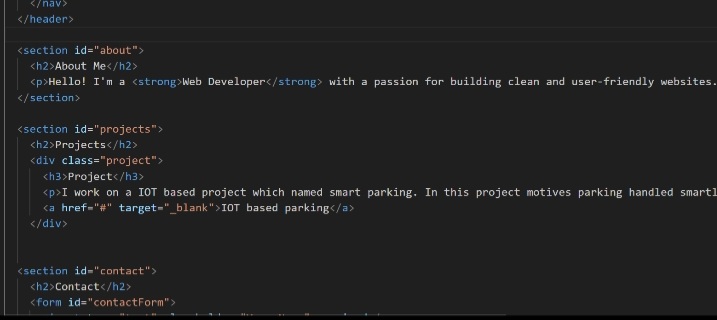 </nav>
</header>
<section id="about">
<h2>About Me</h2>
<p>Hello! I'm a <strong>Web Developer</strong> with a passion for building clean and user-friendly websites.
</section>
<section id="projects">
<h2>Projects</h2>
<div class="project">
<h3>Project</h3>
<p>I work on a IOT based project which named smart parking. In this project motives parking handled smartl
<a href="#" target="_blank">IOT based parking</a>
</div>
<section id="contact">
<h2>Contact</h2>
<form id="contactForm">